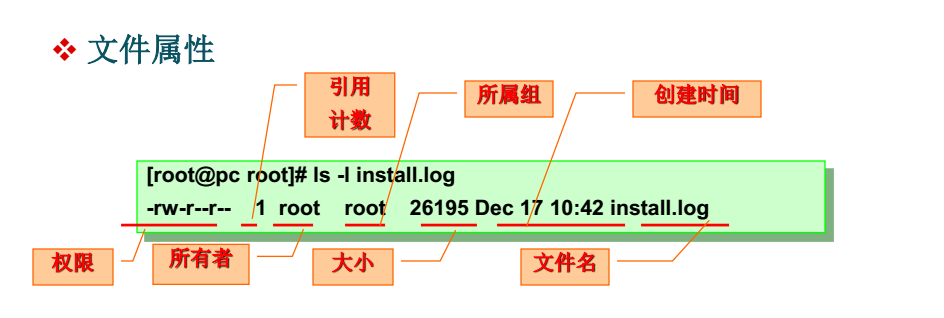 文件属性
引用
计数
所属组
创建时间
[root@pc root]# ls -l install.log
-rw-r--r-- 1 root root 26195 Dec 17 10:42 install.log
权限
所有者
大小
文件名